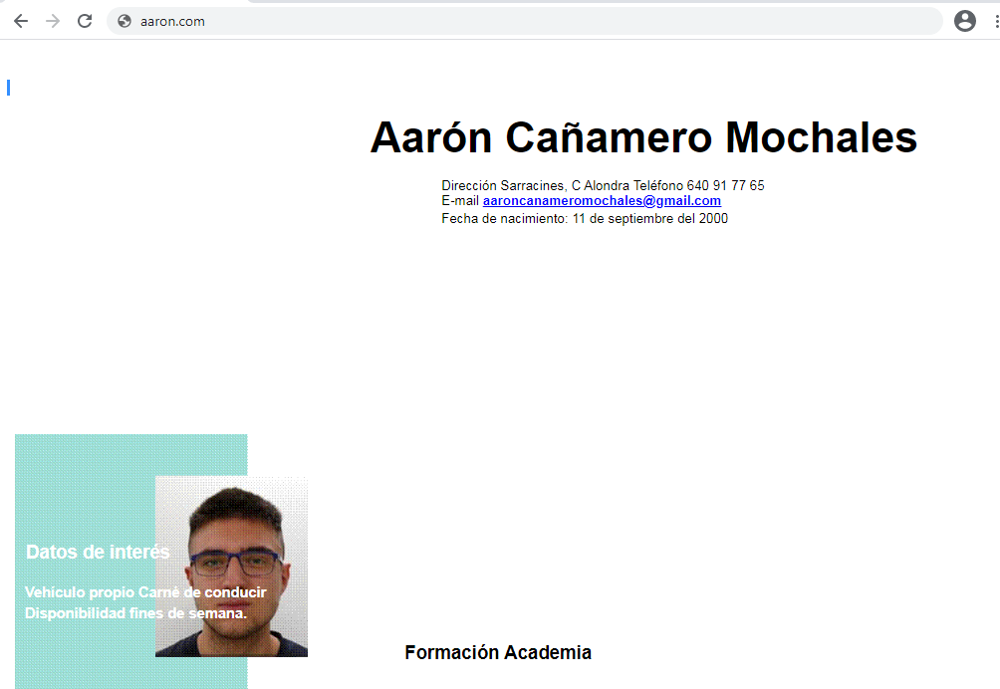 aaron.com
Aarón Cañamero Mochales
Dirección Sarracines, C Alondra Teléfono 640 91 77 65
E-mail aaroncanameromochales@gmail.com
Fecha de nacimiento: 11 de septiembre del 2000
Datos de interés
Vehículo propio Carnè de conducir
Disponibilidad fines de semana.
Formación Academia